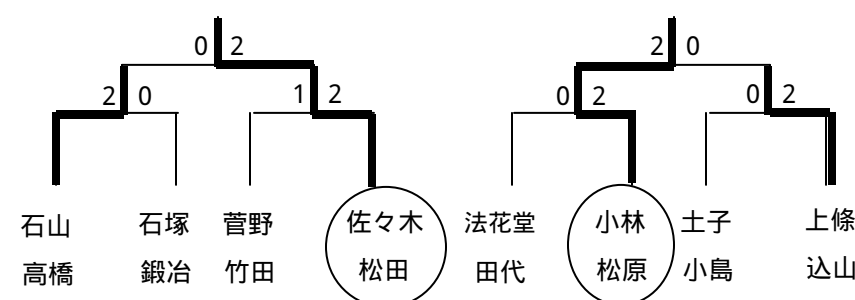 0 2 2 0
2 0 1 2 0 2 0 2
石山 石塚 菅野 佐々木 法花堂 小林 土子 上條
高橋 鍛冶 竹田 松田 田代 松原 小島 込山